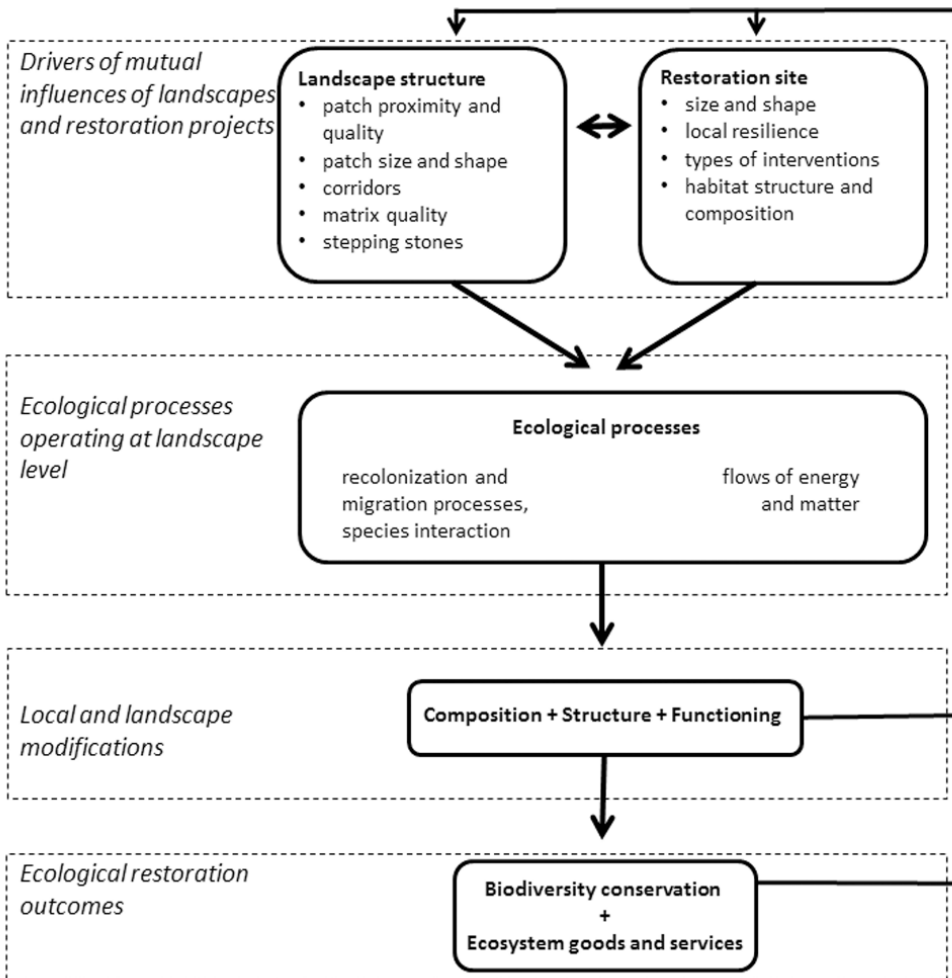 Drivers of mutual
influences of landscapes
and restoration projects
Landscape structure
• patch proximity and
quality
• patch size and shape
• corridors
• matrix quality
• stepping stones
Restoration site
• size and shape
• local resilience
• types of interventions
• habitat structure and
composition
Ecological processes
operating at landscape
level
Ecological processes
recolonization and
migration processes,
species interaction
flows of energy
and matter
Local and landscape
modifications
Composition + Structure + Functioning
Ecological restoration
outcomes
Biodiversity conservation
+
Ecosystem goods and services